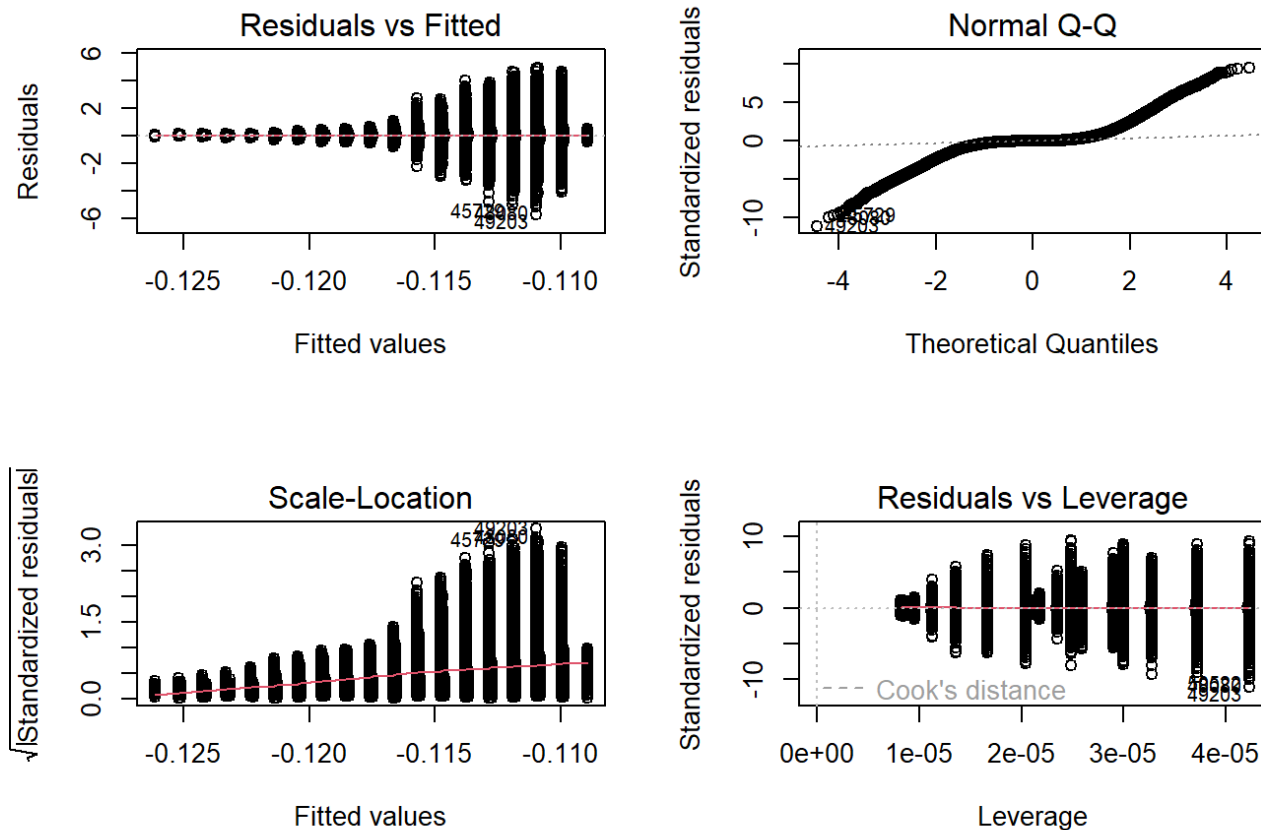 Residuals vs Fitted
Residuals
6
2
-2
-6
49203
-0.125 -0.120 -0.115 -0.110
Fitted values
Normal Q-Q
Standardized residuals
5
0
-10
49203
-4 -2 0 2 4
Theoretical Quantiles
Scale-Location
√|Standardized residuals|
3.0
1.5
0.0
49203
-0.125 -0.120 -0.115 -0.110
Fitted values
Residuals vs Leverage
Standardized residuals
10
0
-10
Cook's distance
49203
0e+00 1e-05 2e-05 3e-05 4e-05
Leverage